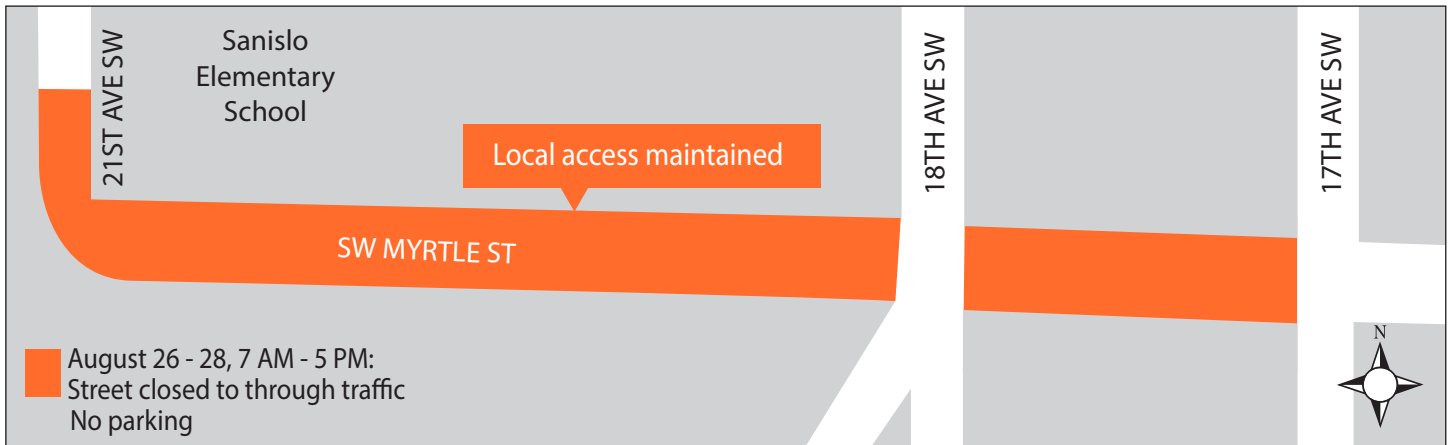 21ST AVE SW
Sanislo
Elementary
School
Local access maintained
18TH AVE SW
17TH AVE SW
SW MYRTLE ST
August 26 - 28, 7 AM - 5 PM:
Street closed to through traffic
No parking
N